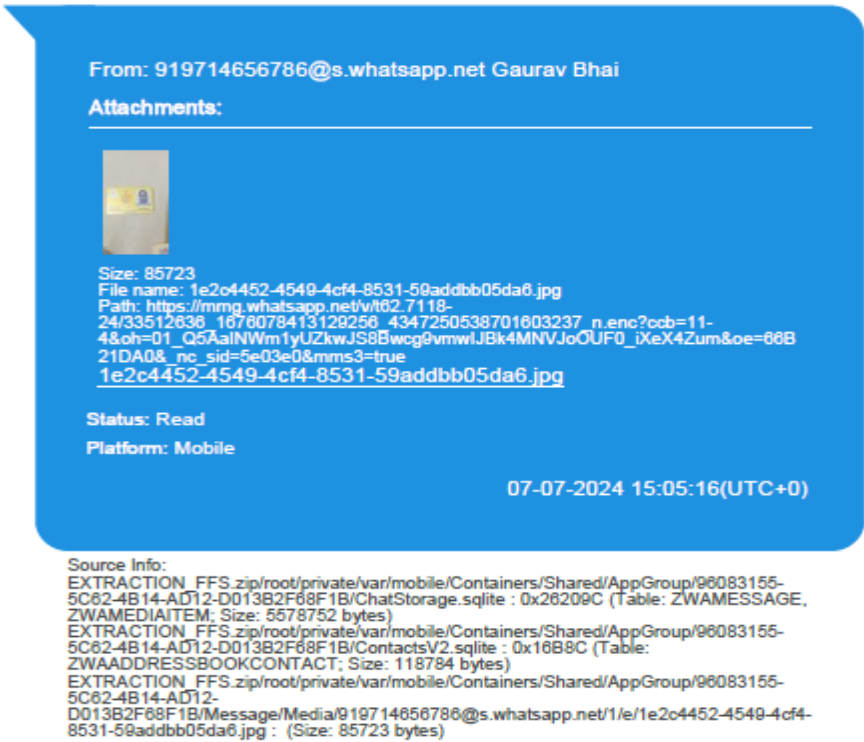 From: 919714656786@s.whatsapp.net Gaurav Bhai
Attachments:
Size: 85723
File name: 1e2c4452-4549-4cf4-8531-59addbb05da6.jpg
Path: https://mmg.whatsapp.net/v/t62.7118-
24/33512636_1676078413129256_4347250538701603237_n.enc?ccb=11-
4&oh=01_Q5AaINWm1yUZkwJS8Bwcg9vmwIJBk4MNVJoOUF0_iXeX4Zum&oe=66B
21DA0&_nc_sid=5e03e0&mms3=true
1e2c4452-4549-4cf4-8531-59addbb05da6.jpg
Status: Read
Platform: Mobile
07-07-2024 15:05:16(UTC+0)
Source Info:
EXTRACTION_FFS.zip/root/private/var/mobile/Containers/Shared/AppGroup/96083155-
5C62-4B14-AD12-D013B2F68F1B/ChatStorage.sqlite : 0x26209C (Table: ZWAMESSAGE,
ZWAMEDIAITEM; Size: 5578752 bytes)
EXTRACTION_FFS.zip/root/private/var/mobile/Containers/Shared/AppGroup/96083155-
5C62-4B14-AD12-D013B2F68F1B/ContactsV2.sqlite : 0x16B8C (Table:
ZWAADDRESSBOOKCONTACT; Size: 118784 bytes)
EXTRACTION_FFS.zip/root/private/var/mobile/Containers/Shared/AppGroup/96083155-
5C62-4B14-AD12-
D013B2F68F1B/Message/Media/919714656786@s.whatsapp.net/1/e/1e2c4452-4549-4cf4-
8531-59addbb05da6.jpg : (Size: 85723 bytes)